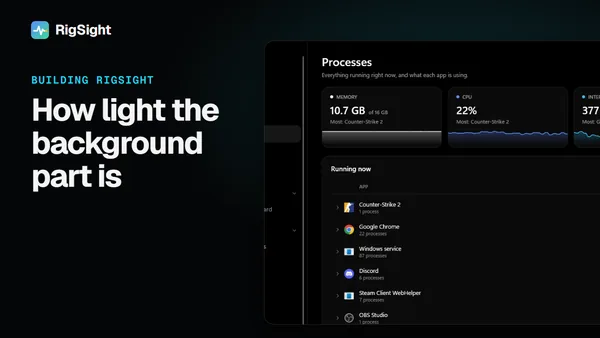 RigSight
BUILDING RIGSIGHT
How light the
background
part is
Processes
Everything running right now, and what each app is using.
MEMORY
10.7 GB of 16 GB
Most: Counter-Strike 2
CPU
22%
Most: Counter-Strike 2
INTE
377
Most: G
Running now
APP
Counter-Strike 2
1 process
Google Chrome
22 processes
Windows service
87 processes
Discord
6 processes
Steam Client WebHelper
7 processes
OBS Studio
1 process